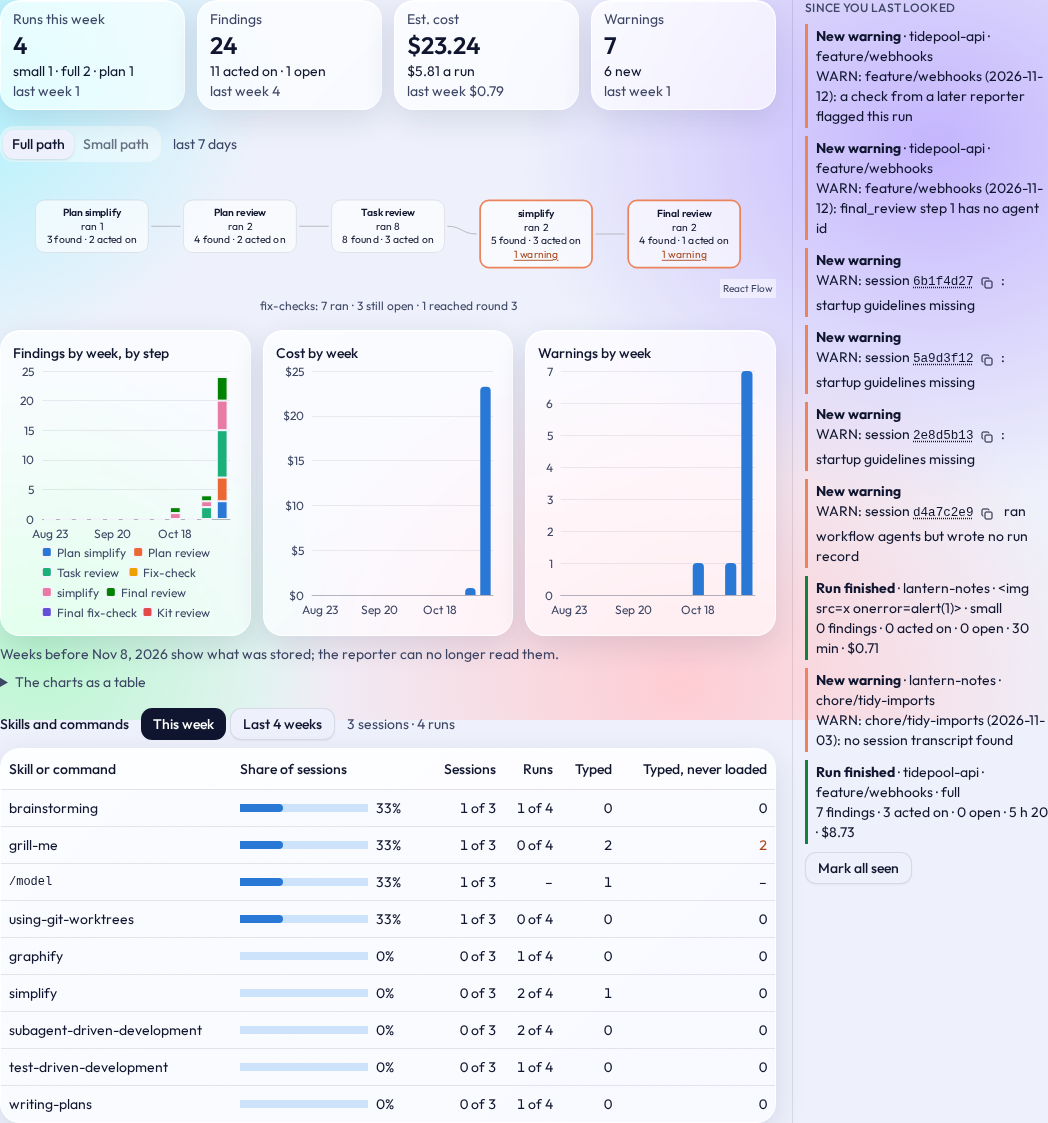 Runs this week
4
small 1 · full 2 · plan 1
last week 1
Findings
24
11 acted on · 1 open
last week 4
Est. cost
$23.24
$5.81 a run
last week $0.79
Warnings
7
6 new
last week 1
Full path
Small path
last 7 days
Plan simplify
ran 1
3 found · 2 acted on
Plan review
ran 2
4 found · 2 acted on
Task review
ran 8
8 found · 3 acted on
simplify
ran 2
5 found · 3 acted on
1 warning
Final review
ran 2
4 found · 1 acted on
1 warning
React Flow
fix-checks: 7 ran · 3 still open · 1 reached round 3
Findings by week, by step
25
20
15
10
5
0
Aug 23 Sep 20 Oct 18
Plan simplify Plan review
Task review Fix-check
simplify Final review
Final fix-check Kit review
Cost by week
$25
$20
$15
$10
$5
$0
Aug 23 Sep 20 Oct 18
Warnings by week
7
6
5
4
3
2
1
0
Aug 23 Sep 20 Oct 18
Weeks before Nov 8, 2026 show what was stored; the reporter can no longer read them.
The charts as a table
Skills and commands This week Last 4 weeks 3 sessions · 4 runs
Skill or command Share of sessions Sessions Runs Typed Typed, never loaded
brainstorming 33% 1 of 3 1 of 4 0 0
grill-me 33% 1 of 3 0 of 4 2 2
/model 33% 1 of 3 – 1 –
using-git-worktrees 33% 1 of 3 0 of 4 0 0
graphify 0% 0 of 3 1 of 4 0 0
simplify 0% 0 of 3 2 of 4 1 0
subagent-driven-development 0% 0 of 3 2 of 4 0 0
test-driven-development 0% 0 of 3 1 of 4 0 0
writing-plans 0% 0 of 3 1 of 4 0 0
SINCE YOU LAST LOOKED
New warning · tidepool-api ·
feature/webhooks
WARN: feature/webhooks (2026-11-
12): a check from a later reporter
flagged this run
New warning · tidepool-api ·
feature/webhooks
WARN: feature/webhooks (2026-11-
12): final_review step 1 has no agent
id
New warning
WARN: session 6b1f4d27 :
startup guidelines missing
New warning
WARN: session 5a9d3f12 :
startup guidelines missing
New warning
WARN: session 2e8d5b13 :
startup guidelines missing
New warning
WARN: session d4a7c2e9 ran
workflow agents but wrote no run
record
Run finished · lantern-notes · <img
src=x onerror=alert(1)> · small
0 findings · 0 acted on · 0 open · 30
min · $0.71
New warning · lantern-notes ·
chore/tidy-imports
WARN: chore/tidy-imports (2026-11-
03): no session transcript found
Run finished · tidepool-api ·
feature/webhooks · full
7 findings · 3 acted on · 0 open · 5 h 20
· $8.73
Mark all seen